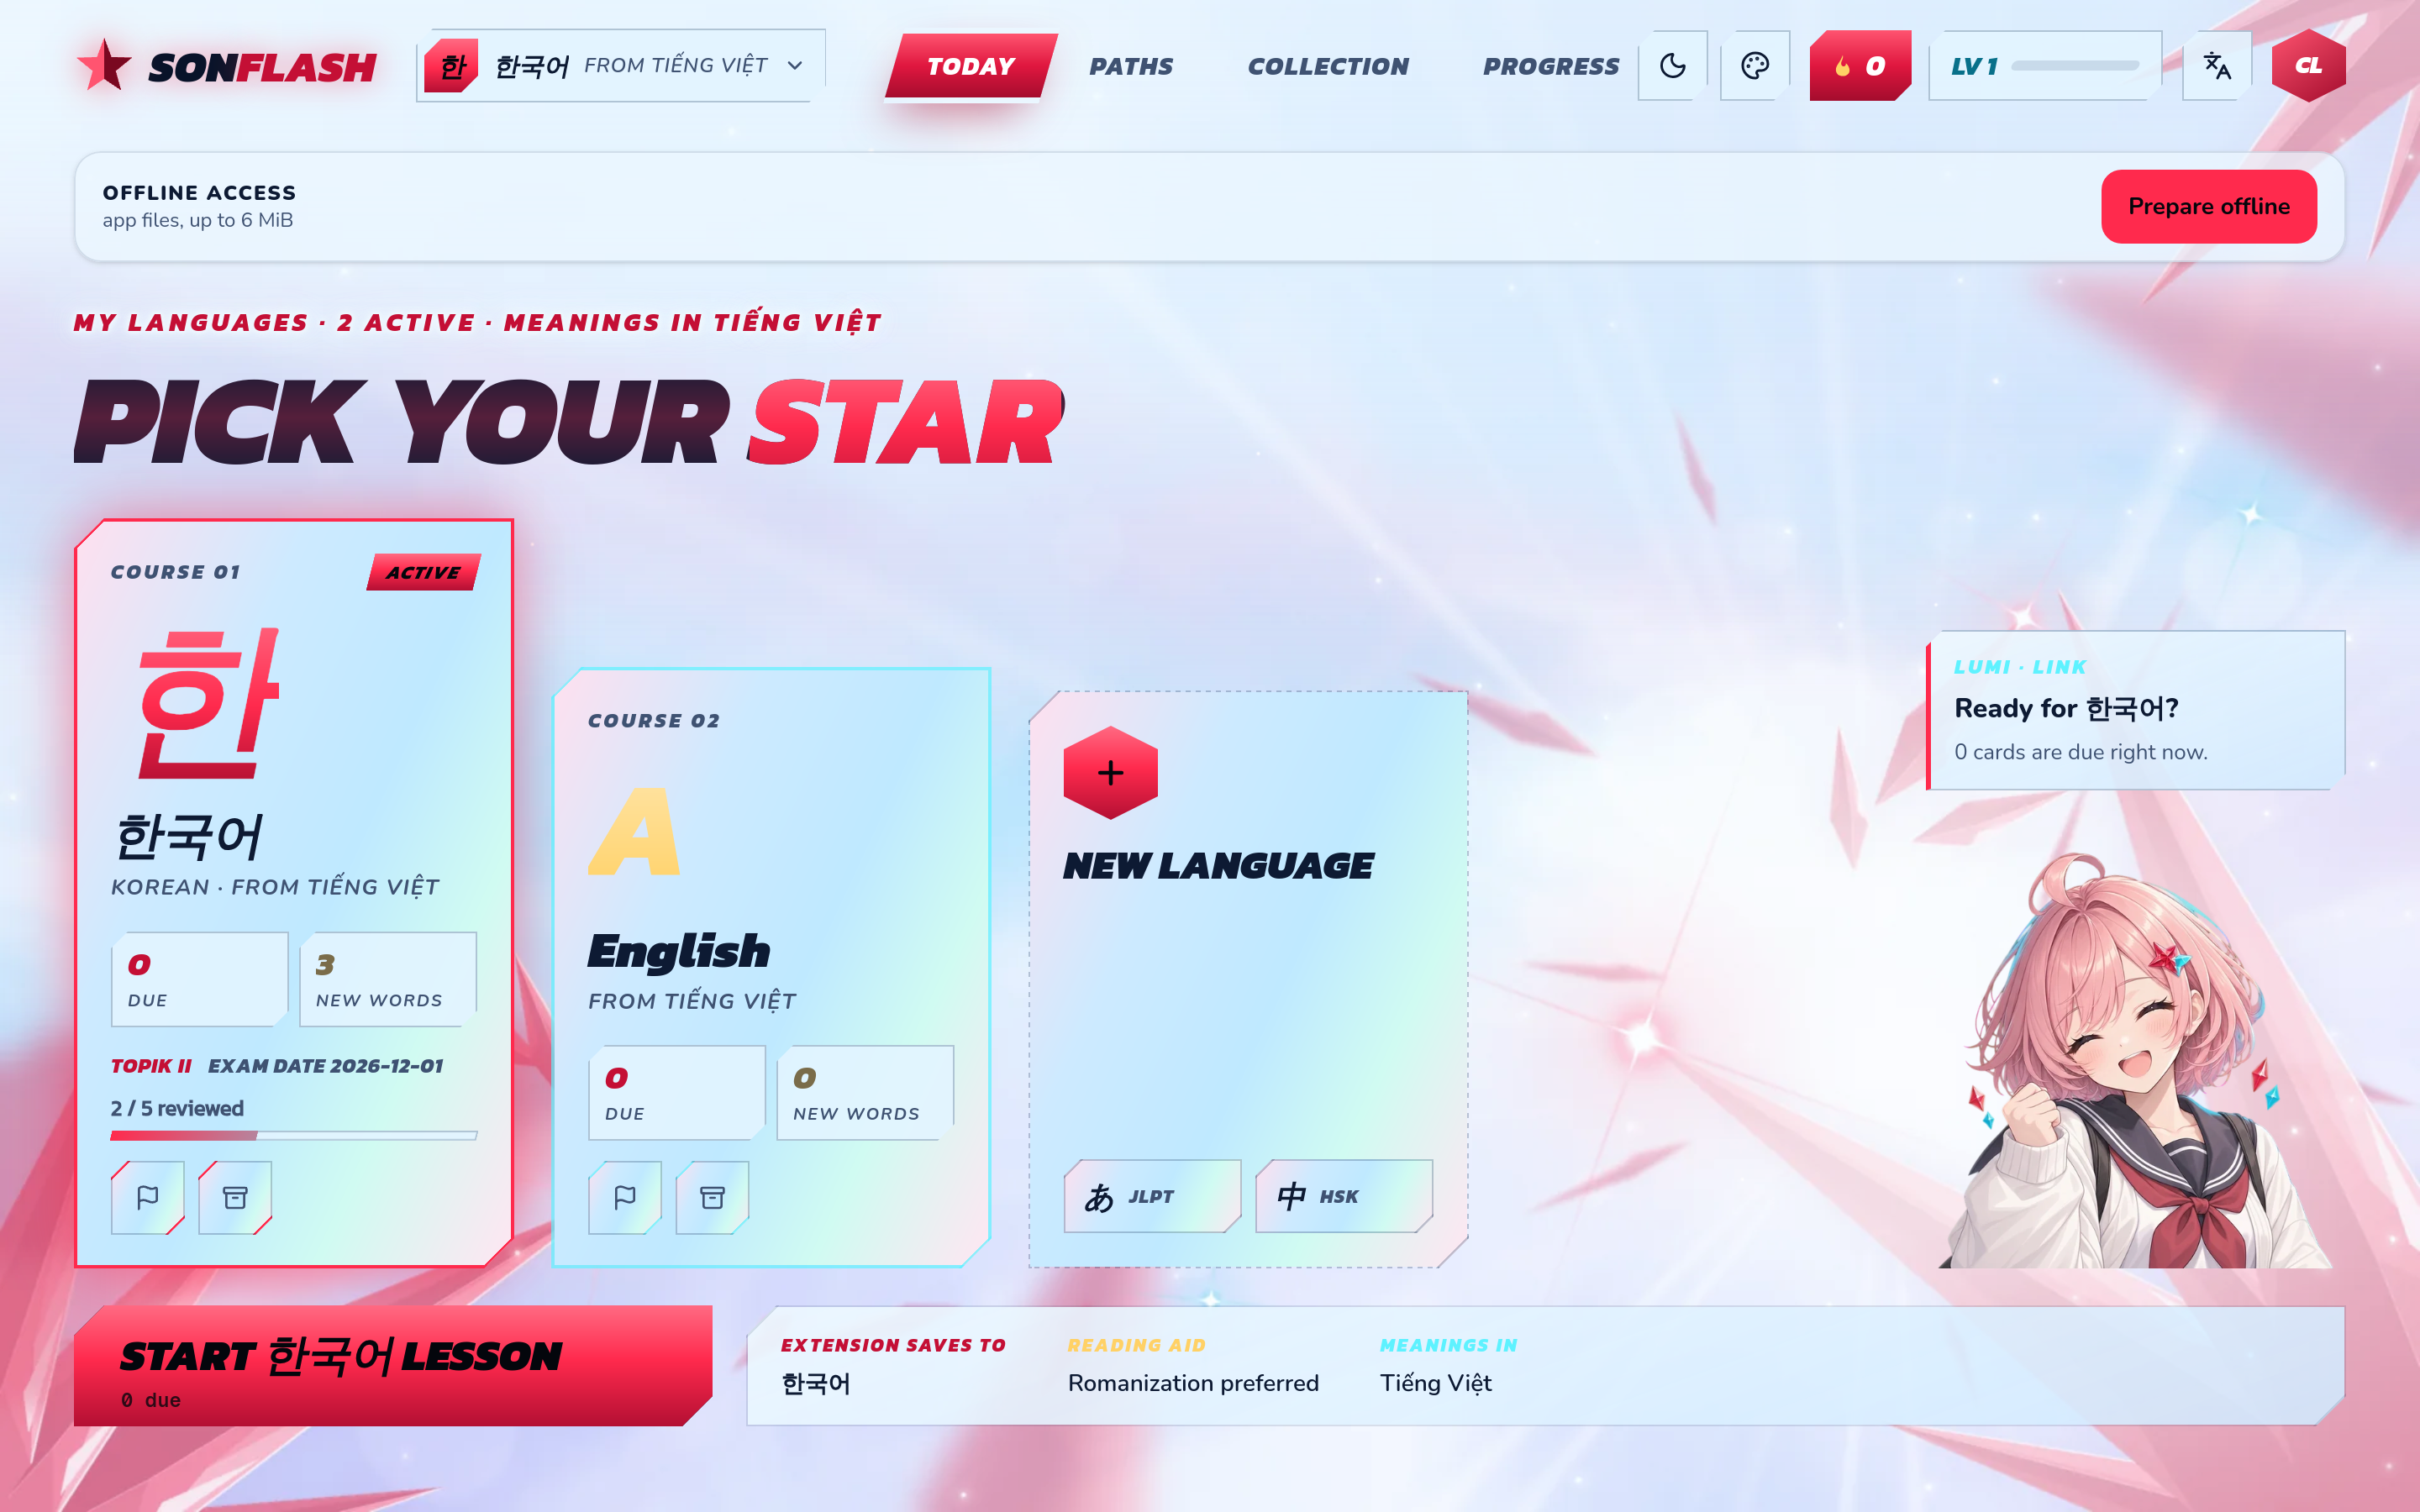 SONFLASH
한 한국어 FROM TIẾNG VIỆT
TODAY
PATHS
COLLECTION
PROGRESS
0
LV 1
CL
OFFLINE ACCESS
app files, up to 6 MiB
Prepare offline
MY LANGUAGES · 2 ACTIVE · MEANINGS IN TIẾNG VIỆT
PICK YOUR STAR
COURSE 01
ACTIVE
한
한국어
KOREAN · FROM TIẾNG VIỆT
0
DUE
3
NEW WORDS
TOPIK II EXAM DATE 2026-12-01
2 / 5 reviewed
COURSE 02
A
English
FROM TIẾNG VIỆT
0
DUE
0
NEW WORDS
NEW LANGUAGE
あ JLPT
中 HSK
LUMI · LINK
Ready for 한국어?
0 cards are due right now.
START 한국어 LESSON
0 due
EXTENSION SAVES TO
한국어
READING AID
Romanization preferred
MEANINGS IN
Tiếng Việt